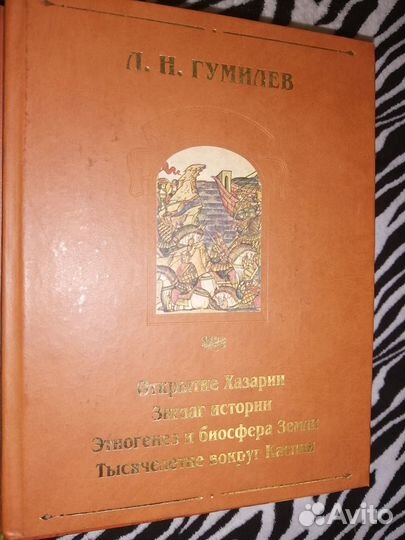 Л. Н. ГУМИЛЕВ
Открытие Хазарии
Зигзаг истории
Этногенез и биосфера Земли
Тысячелетие вокруг Каспия
Avito